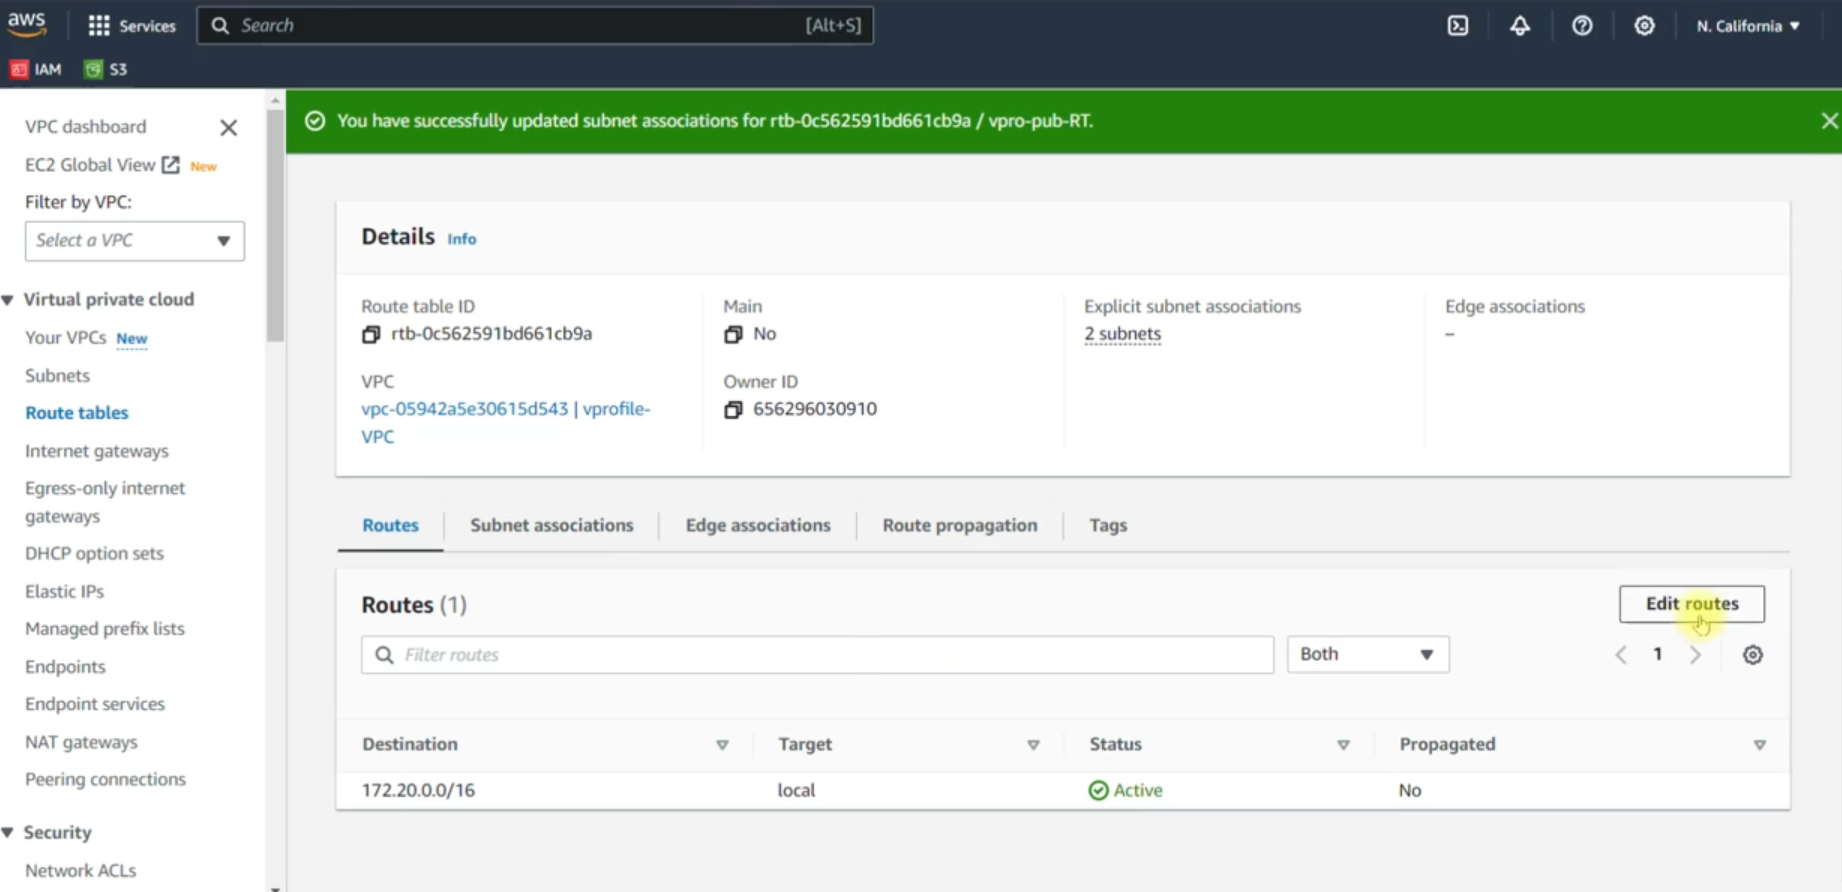 aws
Services
Search
[Alt+S]
N. California
IAM
S3
VPC dashboard
EC2 Global View New
Filter by VPC:
Select a VPC
Virtual private cloud
Your VPCs New
Subnets
Route tables
Internet gateways
Egress-only internet
gateways
DHCP option sets
Elastic IPs
Managed prefix lists
Endpoints
Endpoint services
NAT gateways
Peering connections
Security
Network ACLs
You have successfully updated subnet associations for rtb-0c562591bd661cb9a / vpro-pub-RT.
Details Info
Route table ID
rtb-0c562591bd661cb9a
Main
No
Explicit subnet associations
2 subnets
Edge associations
–
VPC
vpc-05942a5e30615d543 | vprofile-
VPC
Owner ID
656296030910
Routes
Subnet associations
Edge associations
Route propagation
Tags
Routes (1)
Edit routes
Filter routes
Both
1
Destination Target Status Propagated
172.20.0.0/16 local Active No